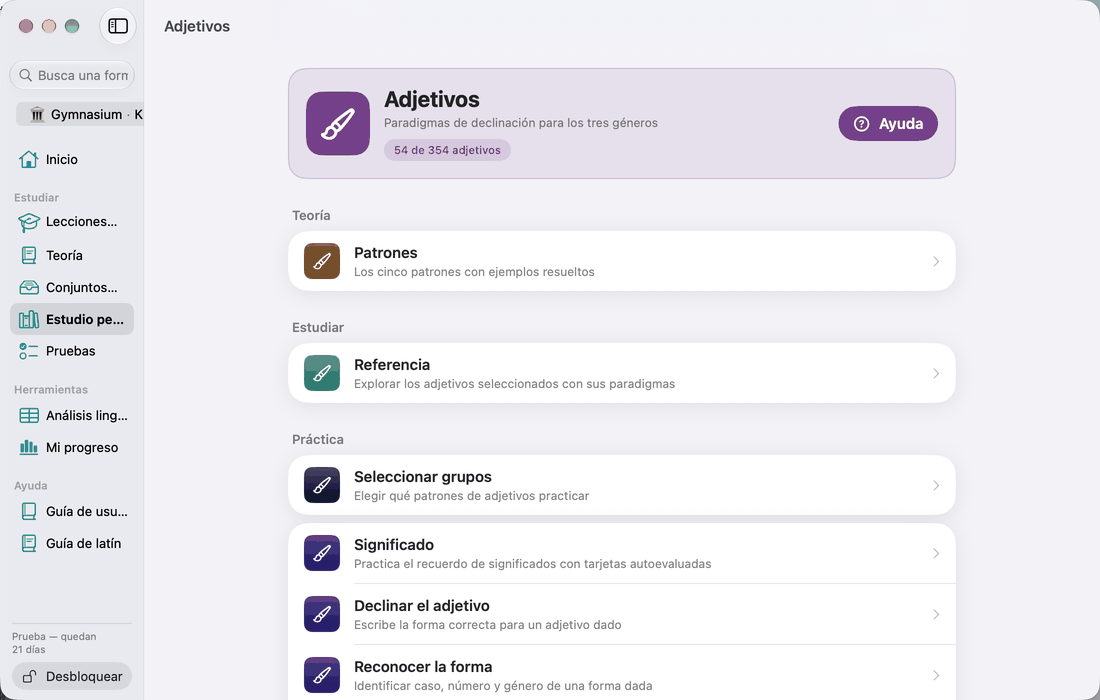 Adjetivos
Busca una form
Gymnasium · K
Inicio
Estudiar
Lecciones...
Teoría
Conjuntos...
Estudio pe...
Pruebas
Herramientas
Análisis ling...
Mi progreso
Ayuda
Guía de usu...
Guía de latín
Prueba — quedan
21 días
Desbloquear
Adjetivos
Paradigmas de declinación para los tres géneros
54 de 354 adjetivos
Ayuda
Teoría
Patrones
Los cinco patrones con ejemplos resueltos
Estudiar
Referencia
Explorar los adjetivos seleccionados con sus paradigmas
Práctica
Seleccionar grupos
Elegir qué patrones de adjetivos practicar
Significado
Practica el recuerdo de significados con tarjetas autoevaluadas
Declinar el adjetivo
Escribe la forma correcta para un adjetivo dado
Reconocer la forma
Identificar caso, número y género de una forma dada